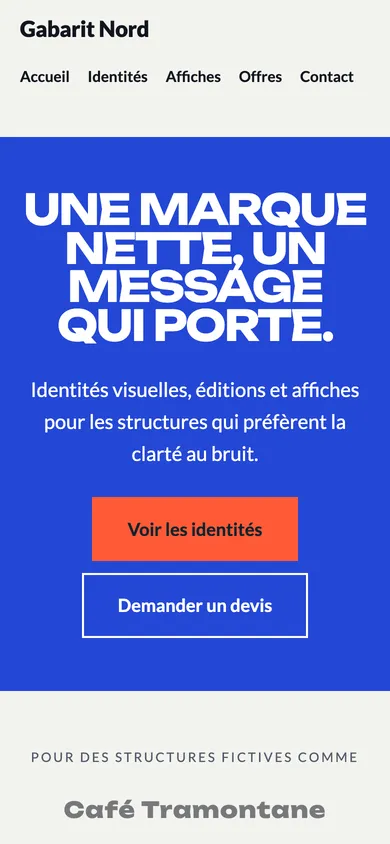 Gabarit Nord
Accueil Identités Affiches Offres Contact
UNE MARQUE
NETTE, UN
MESSAGE
QUI PORTE.
Identités visuelles, éditions et affiches
pour les structures qui préfèrent la
clarté au bruit.
Voir les identités
Demander un devis
POUR DES STRUCTURES FICTIVES COMME
Café Tramontane